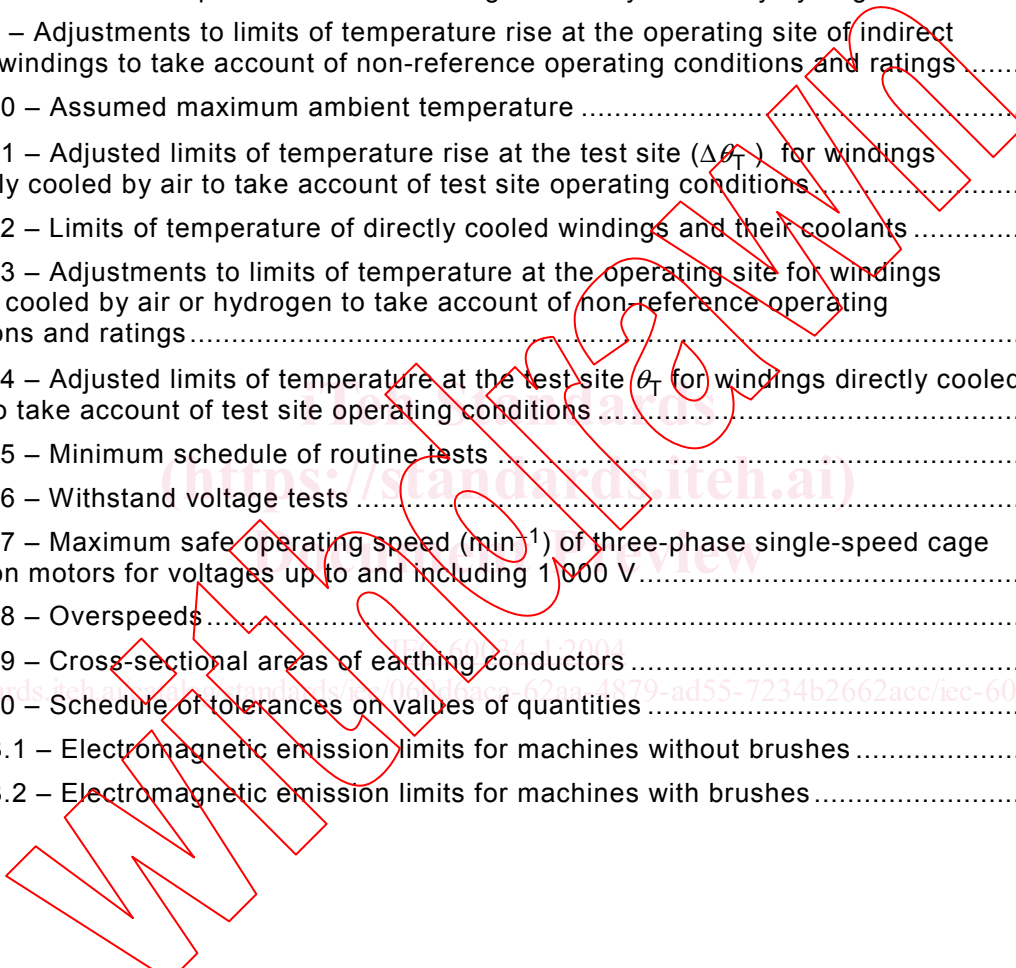 – Adjustments to limits of temperature rise at the operating site of indirect
windings to take account of non-reference operating conditions and ratings .......
0 – Assumed maximum ambient temperature ..........................................................
1 – Adjusted limits of temperature rise at the test site (ΔθT ) for windings
ly cooled by air to take account of test site operating conditions..........................
2 – Limits of temperature of directly cooled windings and their coolants .............
3 – Adjustments to limits of temperature at the operating site for windings
cooled by air or hydrogen to take account of non-reference operating
ons and ratings..........................................................................................................
4 – Adjusted limits of temperature at the test site θT for windings directly cooled
o take account of test site operating conditions ....................................................
iTeh Standards
5 – Minimum schedule of routine tests ................................................................
(https://standards.iteh.ai)
6 – Withstand voltage tests .................................................................................
Document Preview
7 – Maximum safe operating speed (min–1) of three-phase single-speed cage
on motors for voltages up to and including 1 000 V...............................................
8 – Overspeeds...................................................................................................
IEC 60034-1:2004
9 – Cross-sectional areas of earthing conductors ................................................
0 – Schedule of tolerances on values of quantities ..............................................
-62aa-4879-ad55-7234b2662acc/iec-60
.1 – Electromagnetic emission limits for machines without brushes ....................
.2 – Electromagnetic emission limits for machines with brushes.........................
withdrawn